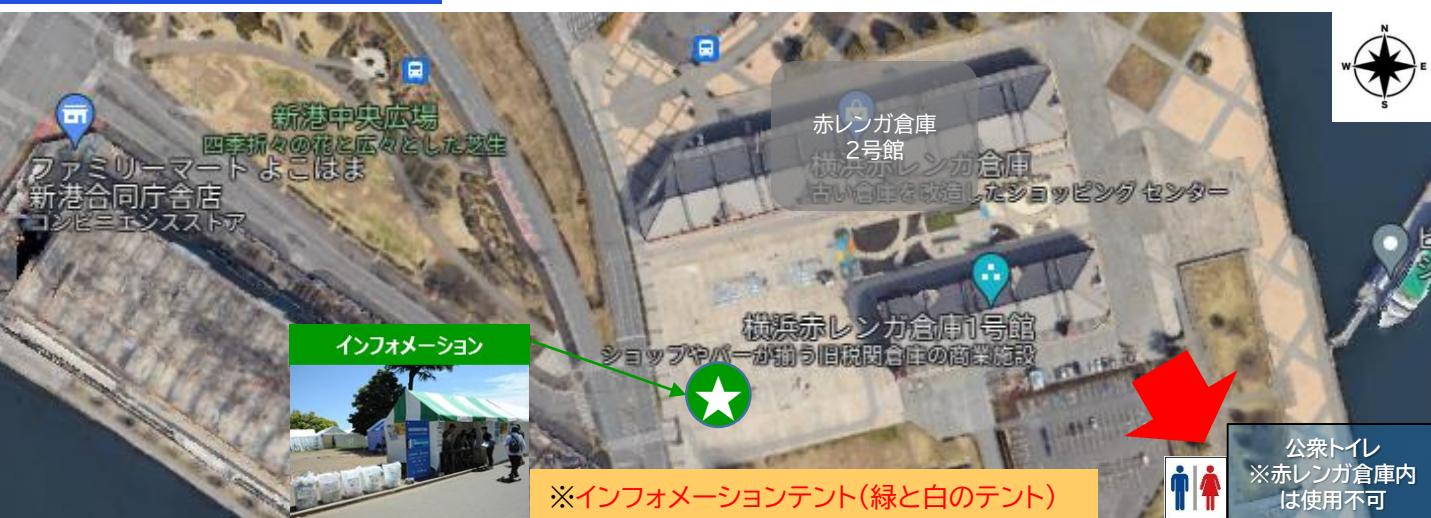 新港中央広場
四季折々の花と広々とした芝生
ファミリーマート よこはま
新港合同庁舎店
コンビニエンスストア
赤レンガ倉庫
2号館
横浜赤レンガ倉庫
古い倉庫を改造したショッピング センター
N
W
E
S
ピ
シ
横浜赤レンガ倉庫1号館
ショップやバーが揃う旧税関倉庫の商業施設
インフォメーション
※インフォメーションテント(緑と白のテント)
公衆トイレ
※赤レンガ倉庫内
は使用不可